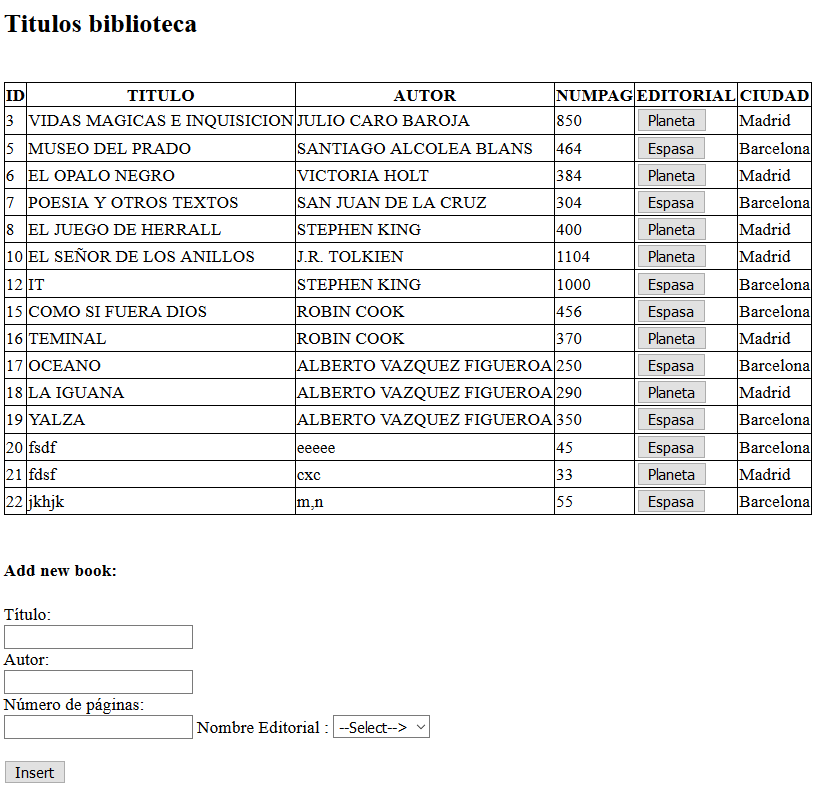 Titulos biblioteca
ID TITULO AUTOR NUMPAG EDITORIAL CIUDAD
3 VIDAS MAGICAS E INQUISICION JULIO CARO BAROJA 850 Planeta Madrid
5 MUSEO DEL PRADO SANTIAGO ALCOLEA BLANS 464 Espasa Barcelona
6 EL OPALO NEGRO VICTORIA HOLT 384 Planeta Madrid
7 POESIA Y OTROS TEXTOS SAN JUAN DE LA CRUZ 304 Espasa Barcelona
8 EL JUEGO DE HERRALL STEPHEN KING 400 Planeta Madrid
10 EL SEÑOR DE LOS ANILLOS J.R. TOLKIEN 1104 Planeta Madrid
12 IT STEPHEN KING 1000 Espasa Barcelona
15 COMO SI FUERA DIOS ROBIN COOK 456 Espasa Barcelona
16 TEMINAL ROBIN COOK 370 Planeta Madrid
17 OCEANO ALBERTO VAZQUEZ FIGUEROA 250 Espasa Barcelona
18 LA IGUANA ALBERTO VAZQUEZ FIGUEROA 290 Planeta Madrid
19 YALZA ALBERTO VAZQUEZ FIGUEROA 350 Espasa Barcelona
20 fsdf eeeee 45 Espasa Barcelona
21 fdsf cxc 33 Planeta Madrid
22 jkhjk m,n 55 Espasa Barcelona
Add new book:
Título:
Autor:
Número de páginas:
Nombre Editorial : --Select-->
Insert